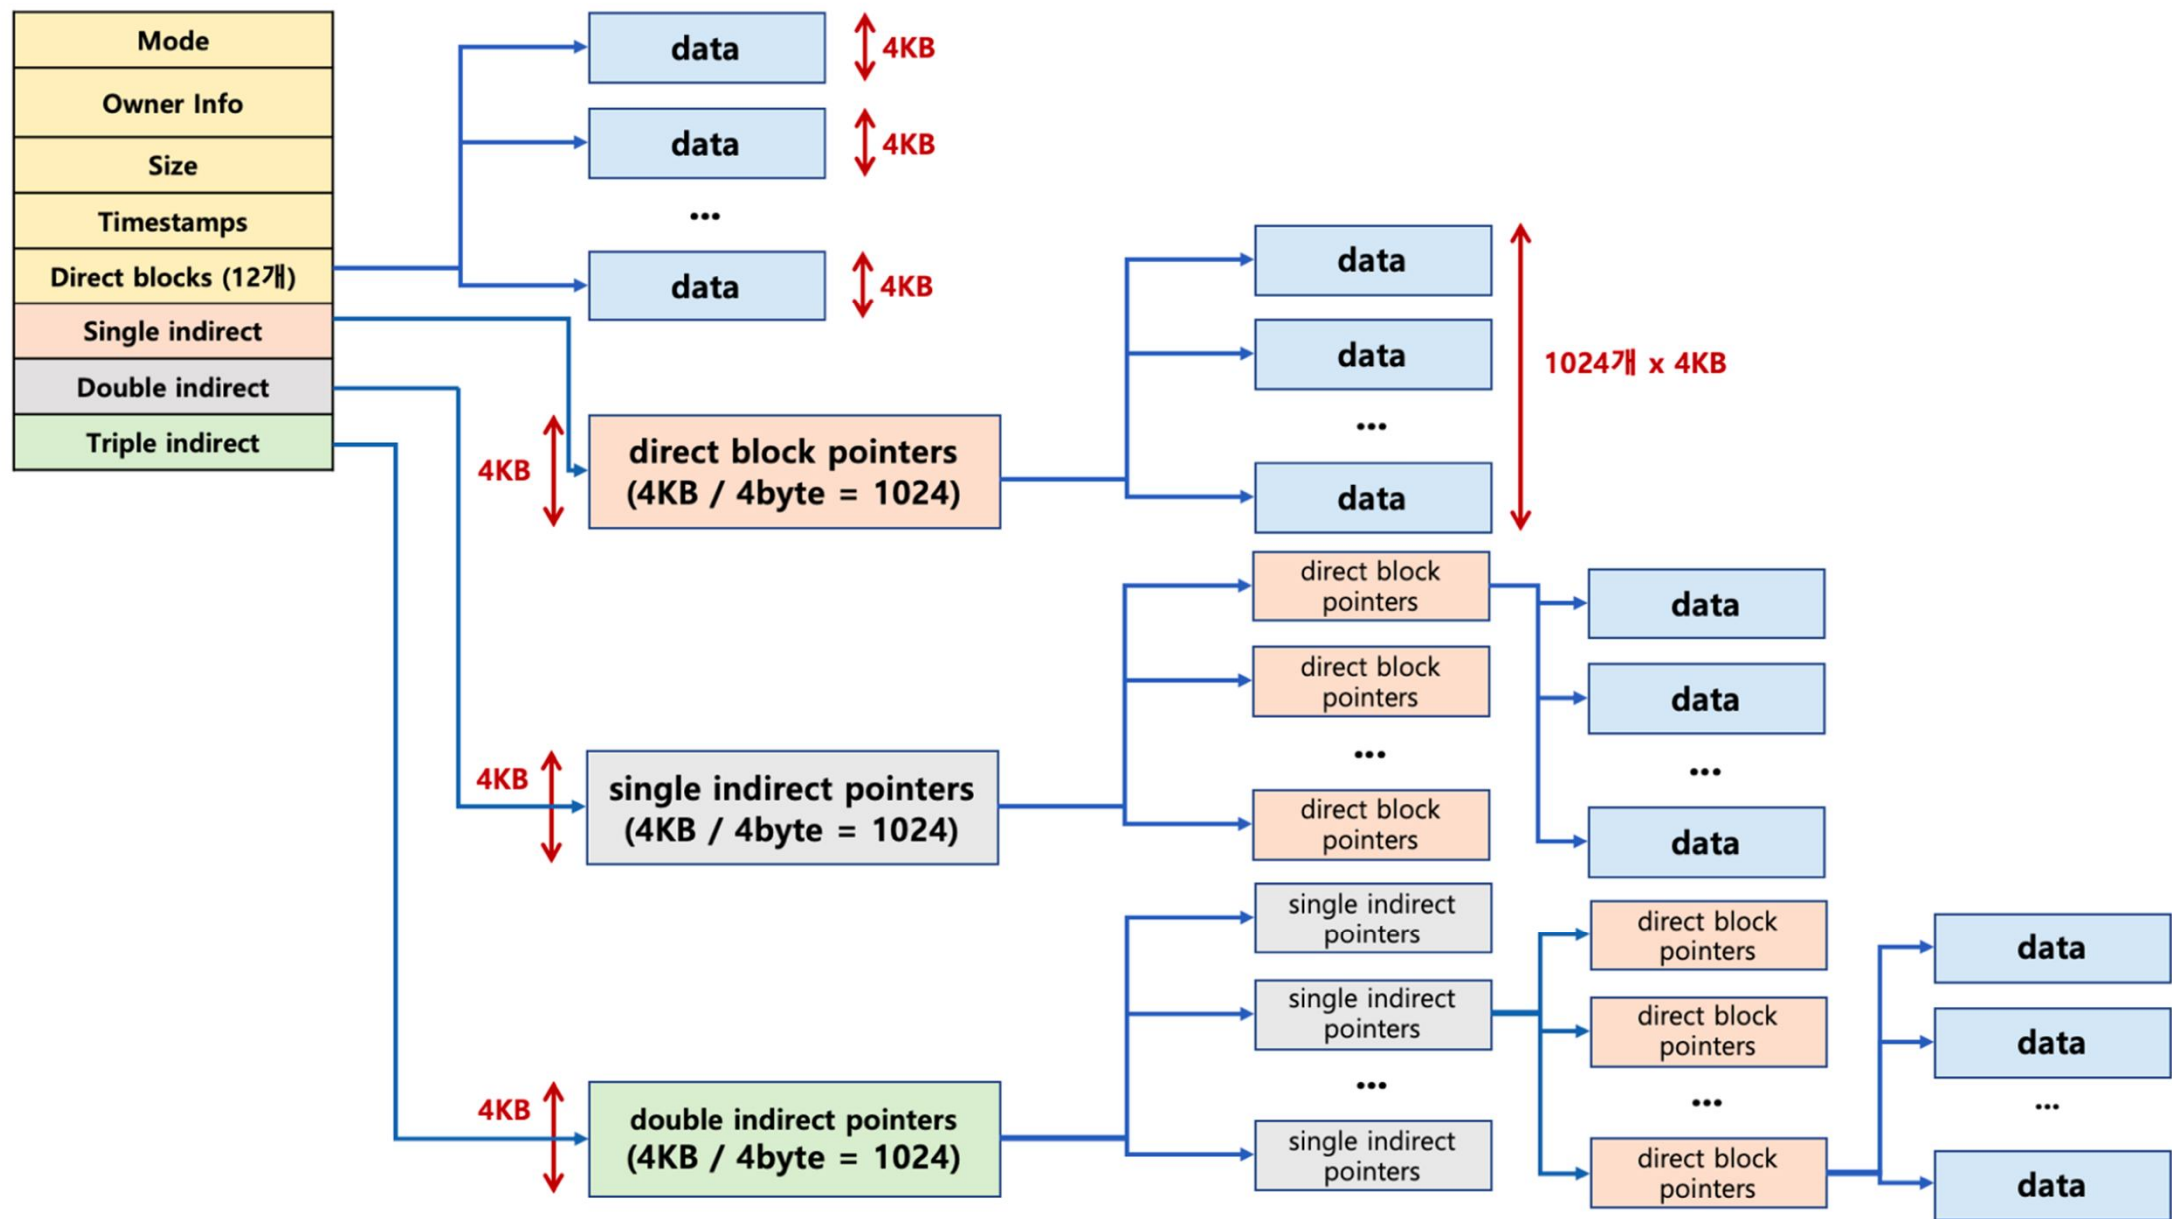 Mode
Owner Info
Size
Timestamps
Direct blocks (12개)
Single indirect
Double indirect
Triple indirect
data
4KB
data
4KB
...
data
4KB
4KB
direct block pointers
(4KB / 4byte = 1024)
data
data
...
data
1024개 x 4KB
4KB
single indirect pointers
(4KB / 4byte = 1024)
direct block
pointers
direct block
pointers
...
direct block
pointers
data
data
...
data
4KB
double indirect pointers
(4KB / 4byte = 1024)
single indirect
pointers
single indirect
pointers
...
single indirect
pointers
direct block
pointers
direct block
pointers
...
direct block
pointers
data
data
...
data